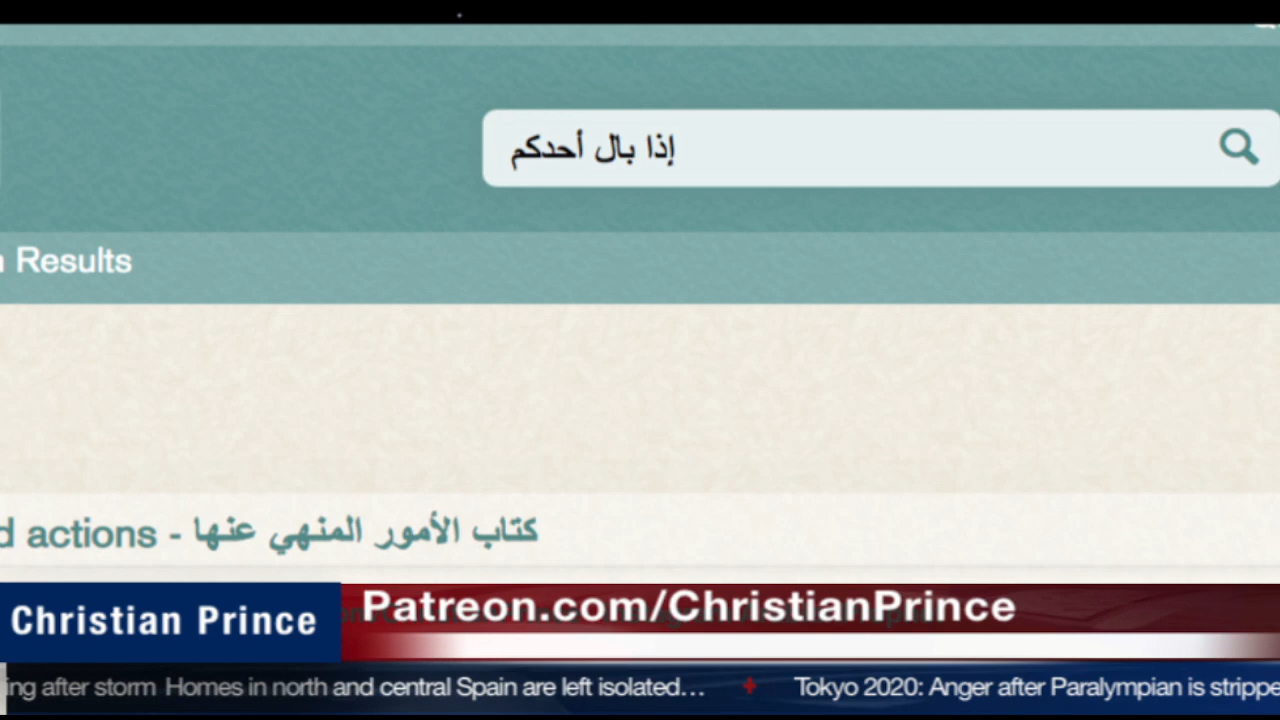 إذا بال أحدكم
Results
actions - كتاب الأمور المنهي عنها
Christian Prince
Patreon.com/ChristianPrince
ing after storm Homes in north and central Spain are left isolated... Tokyo 2020: Anger after Paralympian is strippe